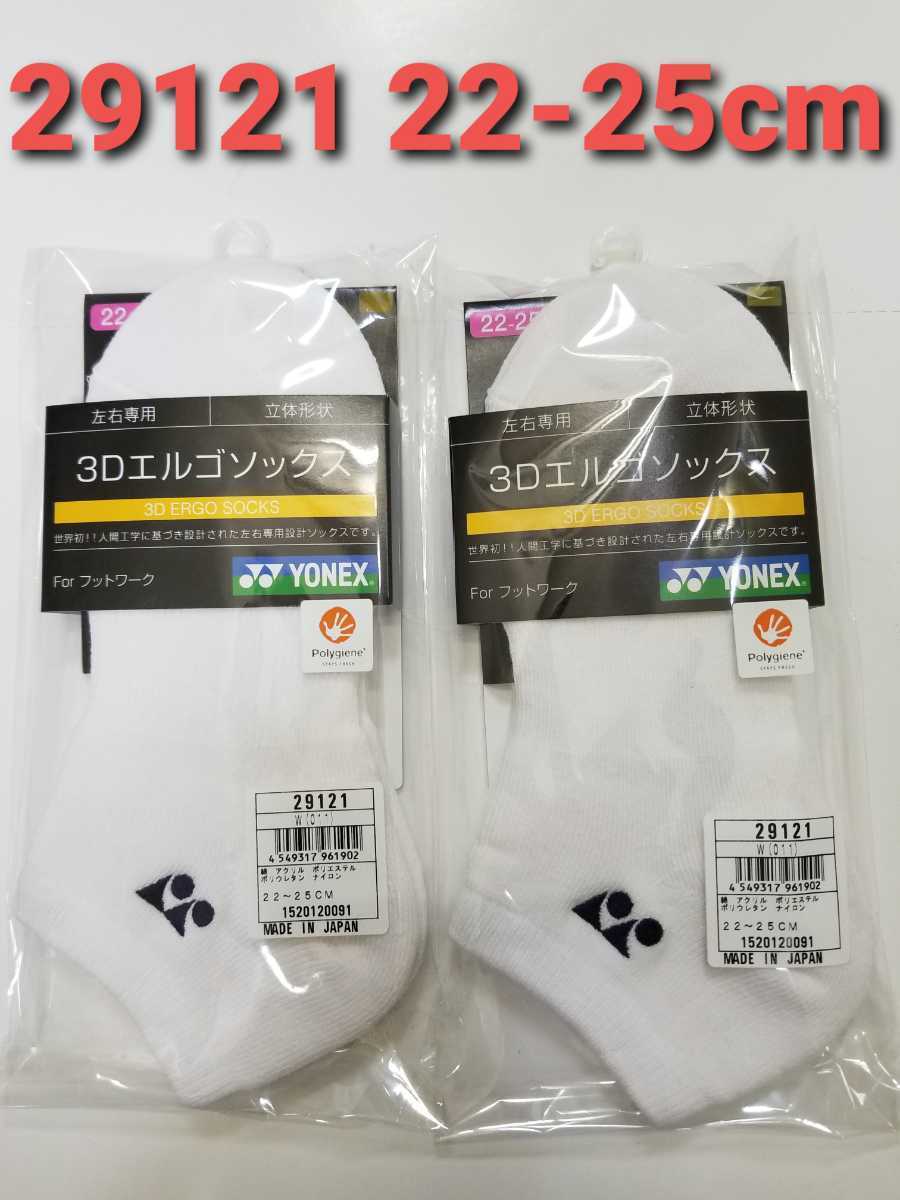 29121 22-25cm
22-
左右専用 立体形状
3Dエルゴソックス
3D ERGO SOCKS
世界初!!人間工学に基づき設計された左右専用設計ソックスです。
For フットワーク
YONEX
Polygiene
STAYS FRESH
29121
W(011)
4 549317 961902
綿 アクリル ポリエステル
ポリウレタン ナイロン
22~25CM
1520120091
MADE IN JAPAN
22-25
左右専用 立体形状
3Dエルゴソックス
3D ERGO SOCKS
世界初!!人間工学に基づき設計された左右専用設計ソックスです。
For フットワーク
YONEX
Polygiene
STAYS FRESH
29121
W(011)
4 549317 961902
綿 アクリル ポリエステル
ポリウレタン ナイロン
22~25CM
1520120091
MADE IN JAPAN